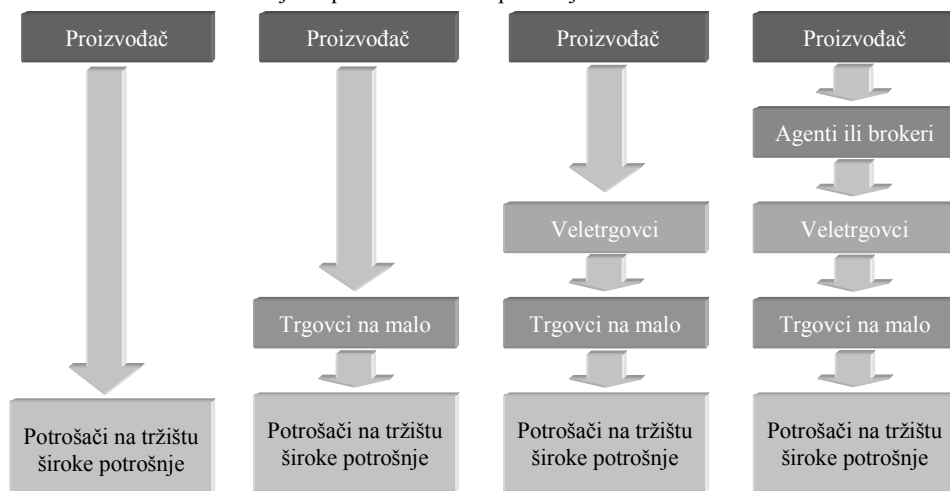 Proizvođač
Proizvođač
Proizvođač
Proizvođač
Agenti ili brokeri
Veletrgovci
Veletrgovci
Trgovci na malo
Trgovci na malo
Trgovci na malo
Potrošači na tržištu
široke potrošnje
Potrošači na tržištu
široke potrošnje
Potrošači na tržištu
široke potrošnje
Potrošači na tržištu
široke potrošnje